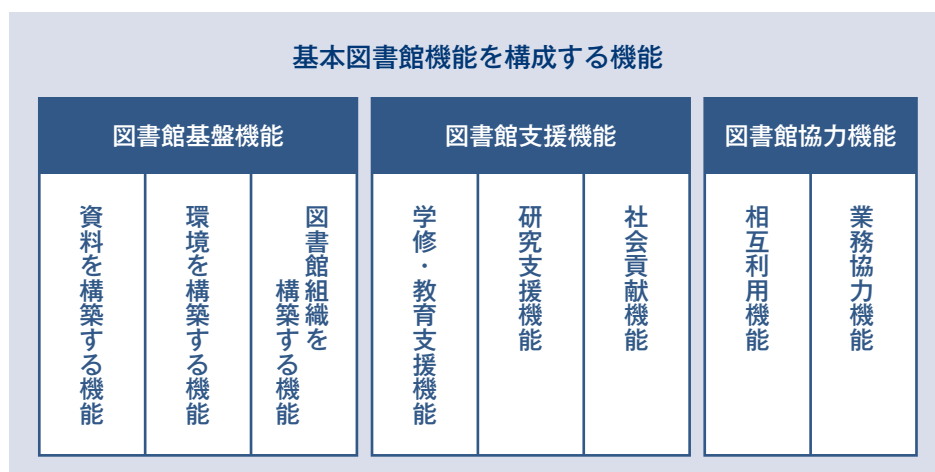 基本図書館機能を構成する機能
図書館基盤機能
資料を構築する機能
環境を構築する機能
図書館組織を
構築する機能
図書館支援機能
学修・教育支援機能
研究支援機能
社会貢献機能
図書館協力機能
相互利用機能
業務協力機能